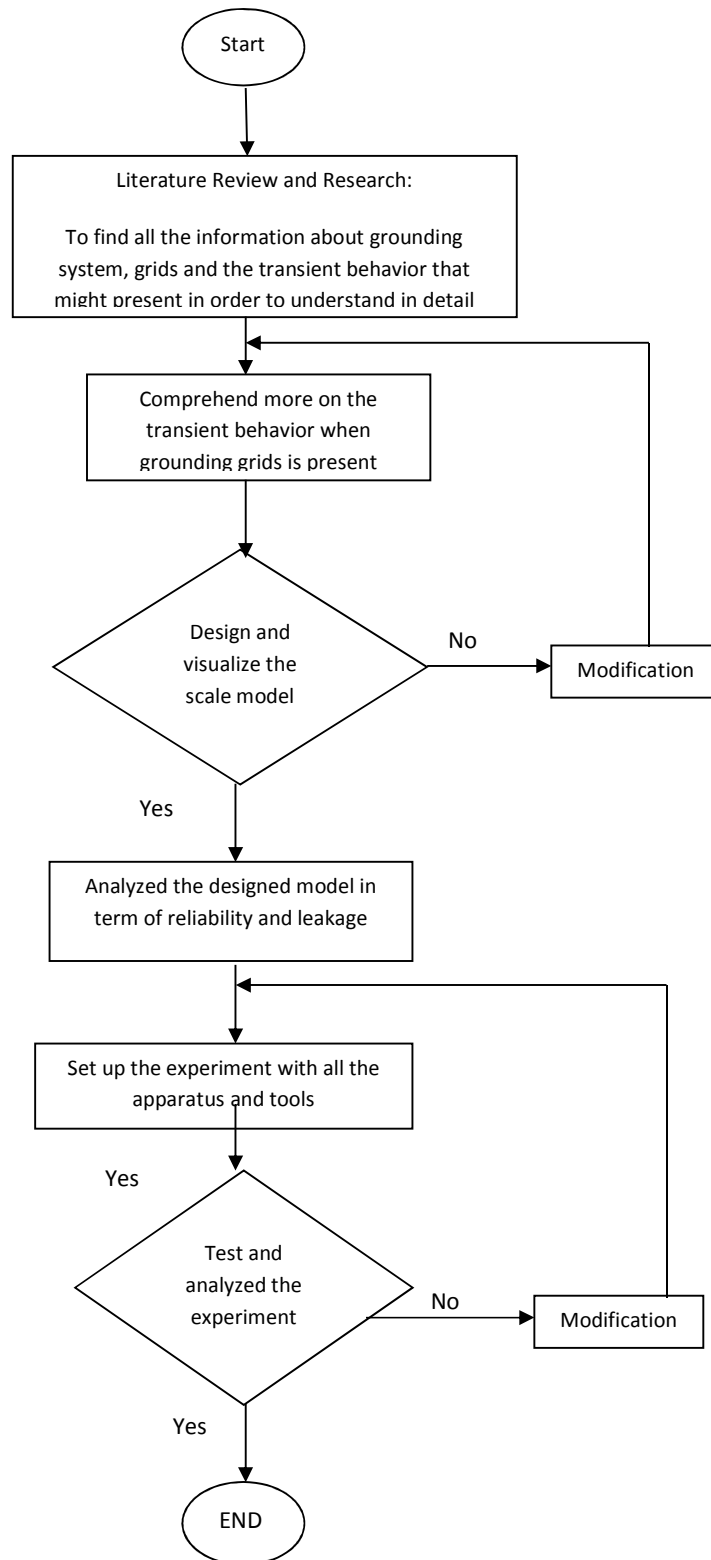 Start
Literature Review and Research:
To find all the information about grounding
system, grids and the transient behavior that
might present in order to understand in detail
Comprehend more on the
transient behavior when
grounding grids is present
Design and
visualize the
scale model
No
Modification
Yes
Analyzed the designed model in
term of reliability and leakage
Set up the experiment with all the
apparatus and tools
Yes
Test and
analyzed the
experiment
No
Modification
Yes
END